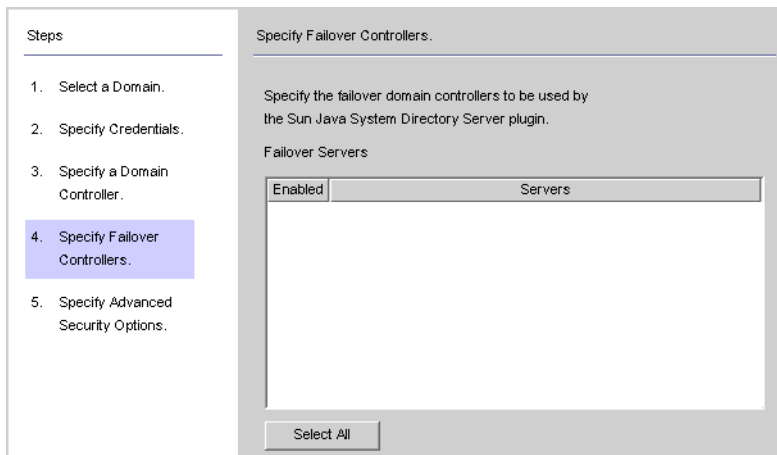 Steps
1. Select a Domain.
2. Specify Credentials.
3. Specify a Domain
Controller.
4. Specify Failover
Controllers.
5. Specify Advanced
Security Options.
Specify Failover Controllers.
Specify the failover domain controllers to be used by
the Sun Java System Directory Server plugin.
Failover Servers
Enabled Servers
Select All